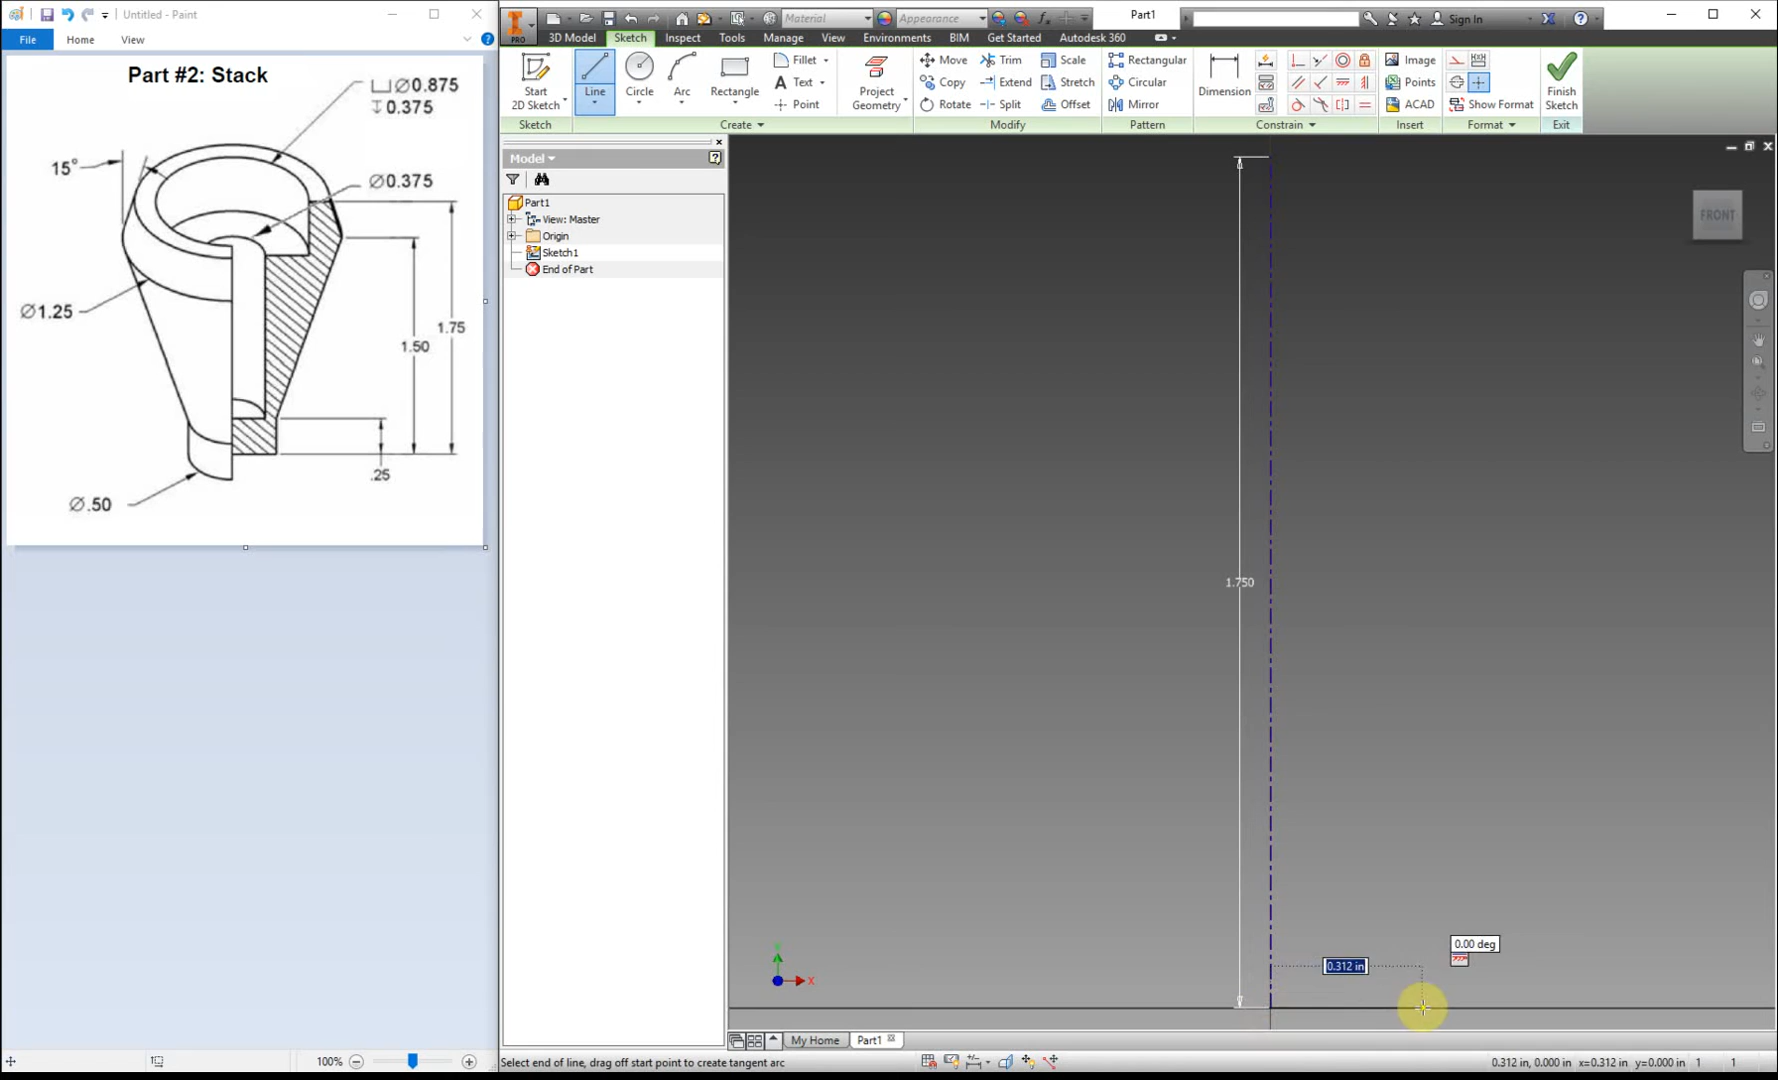 Untitled - Paint
File
Home
View
Part #2: Stack
⌴∅0.875
↧0.375
15°
∅0.375
∅1.25
1.75
1.50
.25
∅.50
100%
PRO
Material
Appearance
Part1
Sign In
3D Model
Sketch
Inspect
Tools
Manage
View
Environments
BIM
Get Started
Autodesk 360
Start
2D Sketch
Line
Circle
Arc
Rectangle
Fillet
Text
Point
Project
Geometry
Move
Copy
Rotate
Trim
Extend
Split
Scale
Stretch
Offset
Rectangular
Circular
Mirror
Dimension
Image
Points
ACAD
Show Format
Finish
Sketch
Sketch
Create
Modify
Pattern
Constrain
Insert
Format
Exit
Model
Part1
View: Master
Origin
Sketch1
End of Part
FRONT
1.750
0.00 deg
0.312 in
X
My Home
Part1
Select end of line, drag off start point to create tangent arc
0.312 in, 0.000 in x=0.312 in y=0.000 in 1 1